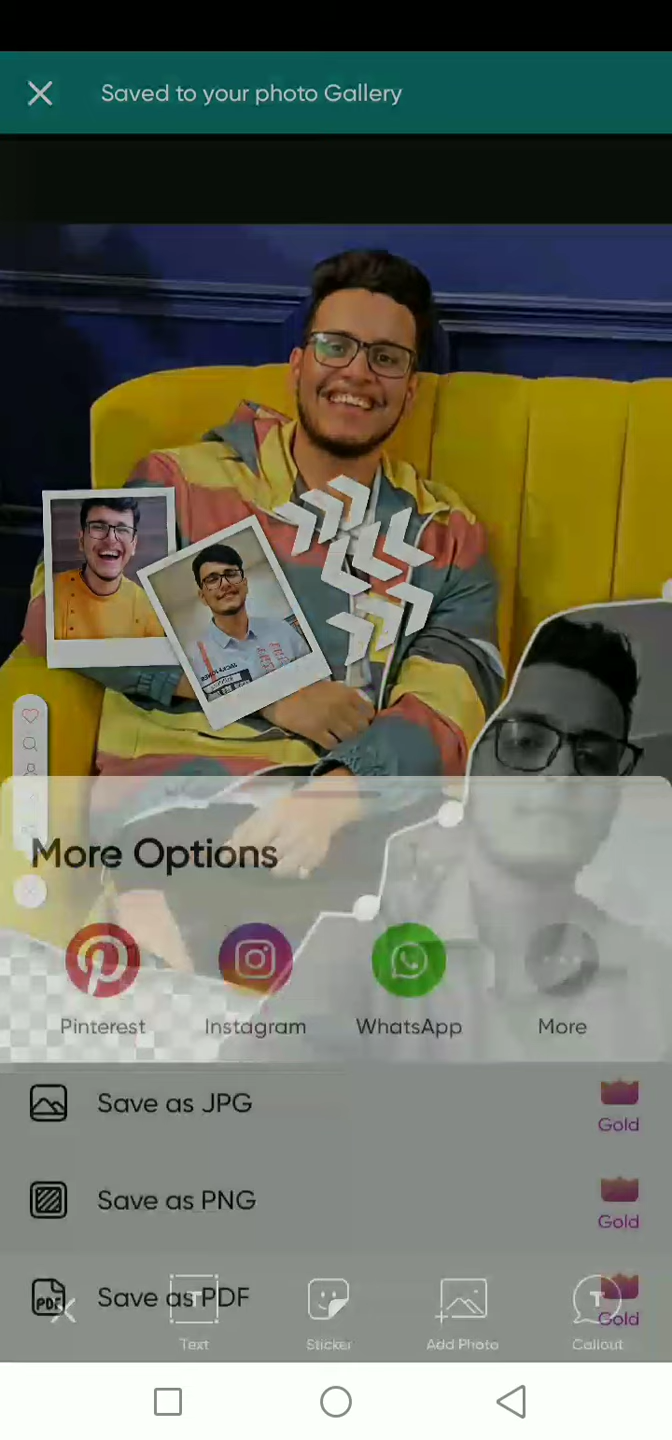 Saved to your photo Gallery
More Options
Pinterest
Instagram
WhatsApp
More
Save as JPG
Gold
Save as PNG
Gold
Save as PDF
Gold
Text
Sticker
Add Photo
Callout